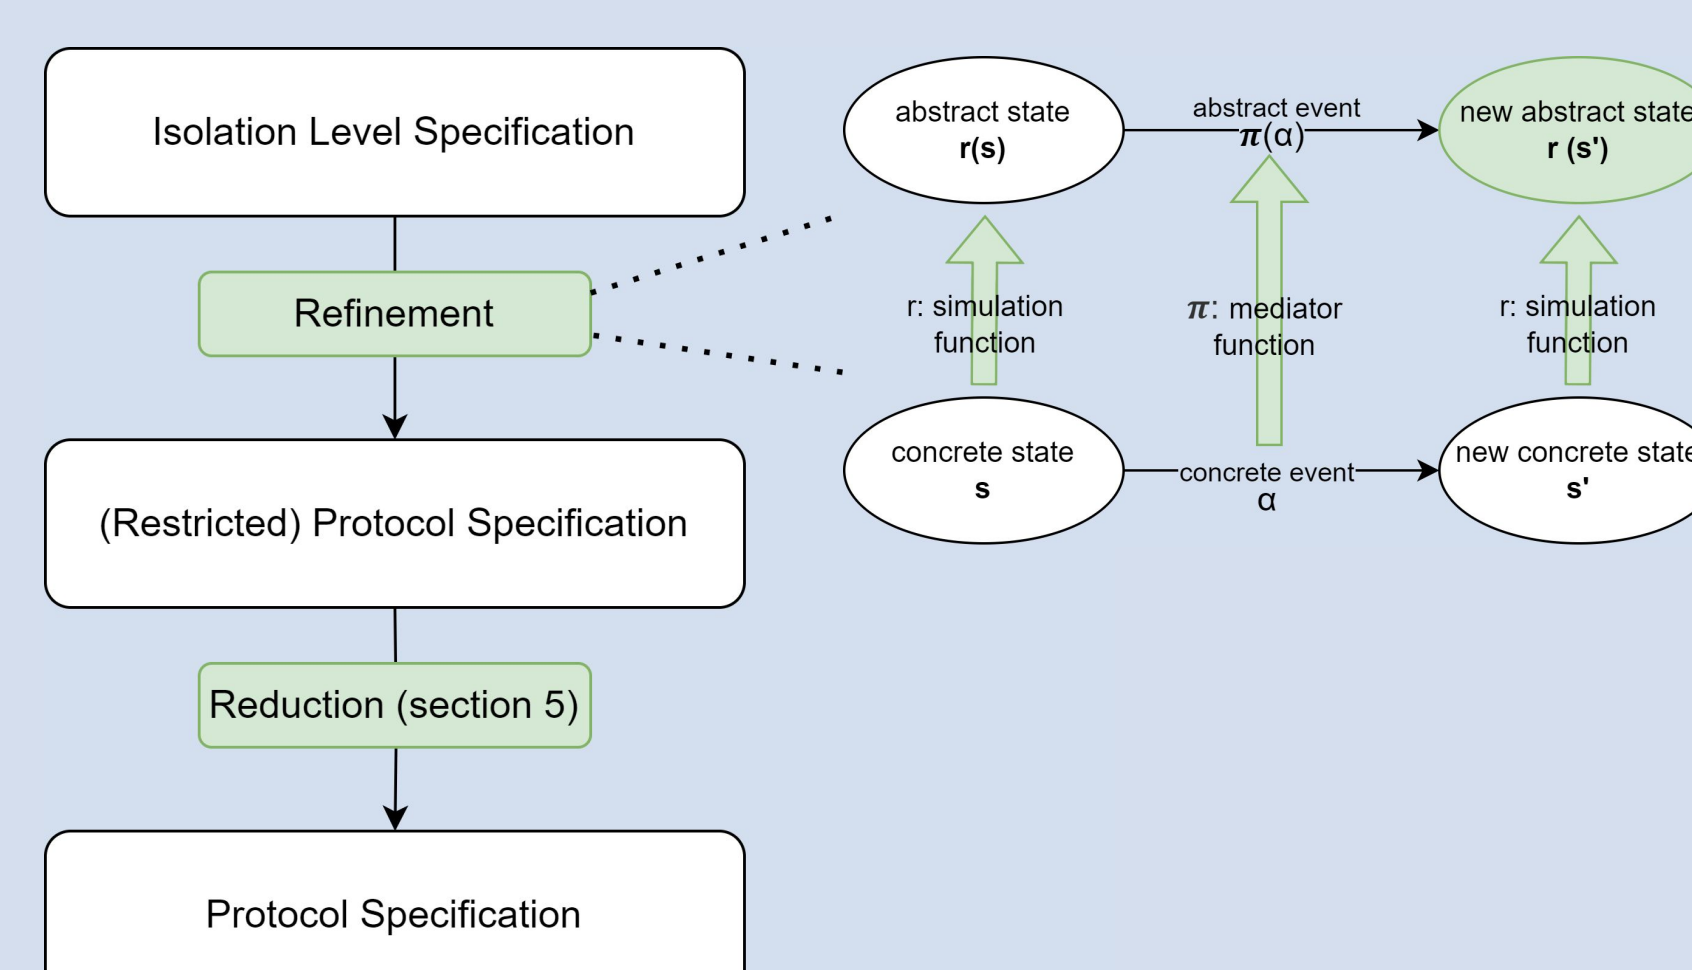 Isolation Level Specification
Refinement
(Restricted) Protocol Specification
Reduction (section 5)
Protocol Specification
abstract state
r(s)
abstract event
π(α)
new abstract state
r (s')
r: simulation
function
π: mediator
function
r: simulation
function
concrete state
s
concrete event
α
new concrete state
s'